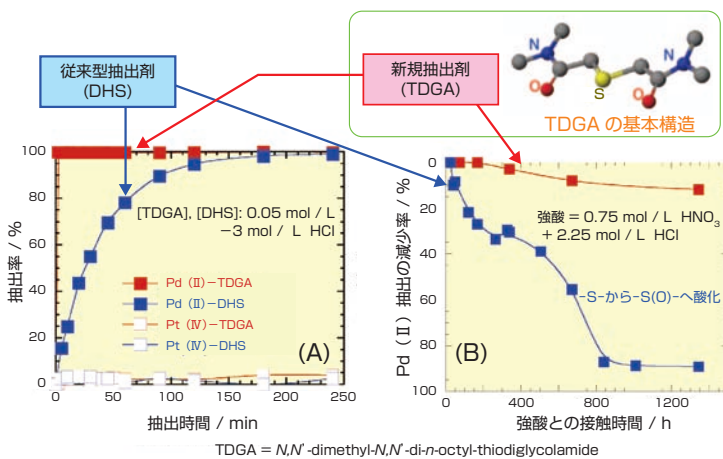 従来型抽出剤
(DHS)
新規抽出剤
(TDGA)
N
O
S
O
N
TDGA の基本構造
100
80
60
40
20
0
抽出率 / %
[TDGA], [DHS]: 0.05 mol / L
−3 mol / L HCl
Pd (II)−TDGA
Pd (II)−DHS
Pt (IV)−TDGA
Pt (IV)−DHS
(A)
0 50 100 150 200 250
抽出時間 / min
0
20
40
60
80
100
Pd (II) 抽出の減少率 / %
強酸 = 0.75 mol / L HNO₃
+ 2.25 mol / L HCl
-S-から-S(O)-へ酸化
(B)
0 400 800 1200
強酸との接触時間 / h
TDGA = N,N'-dimethyl-N,N'-di-n-octyl-thiodiglycolamide